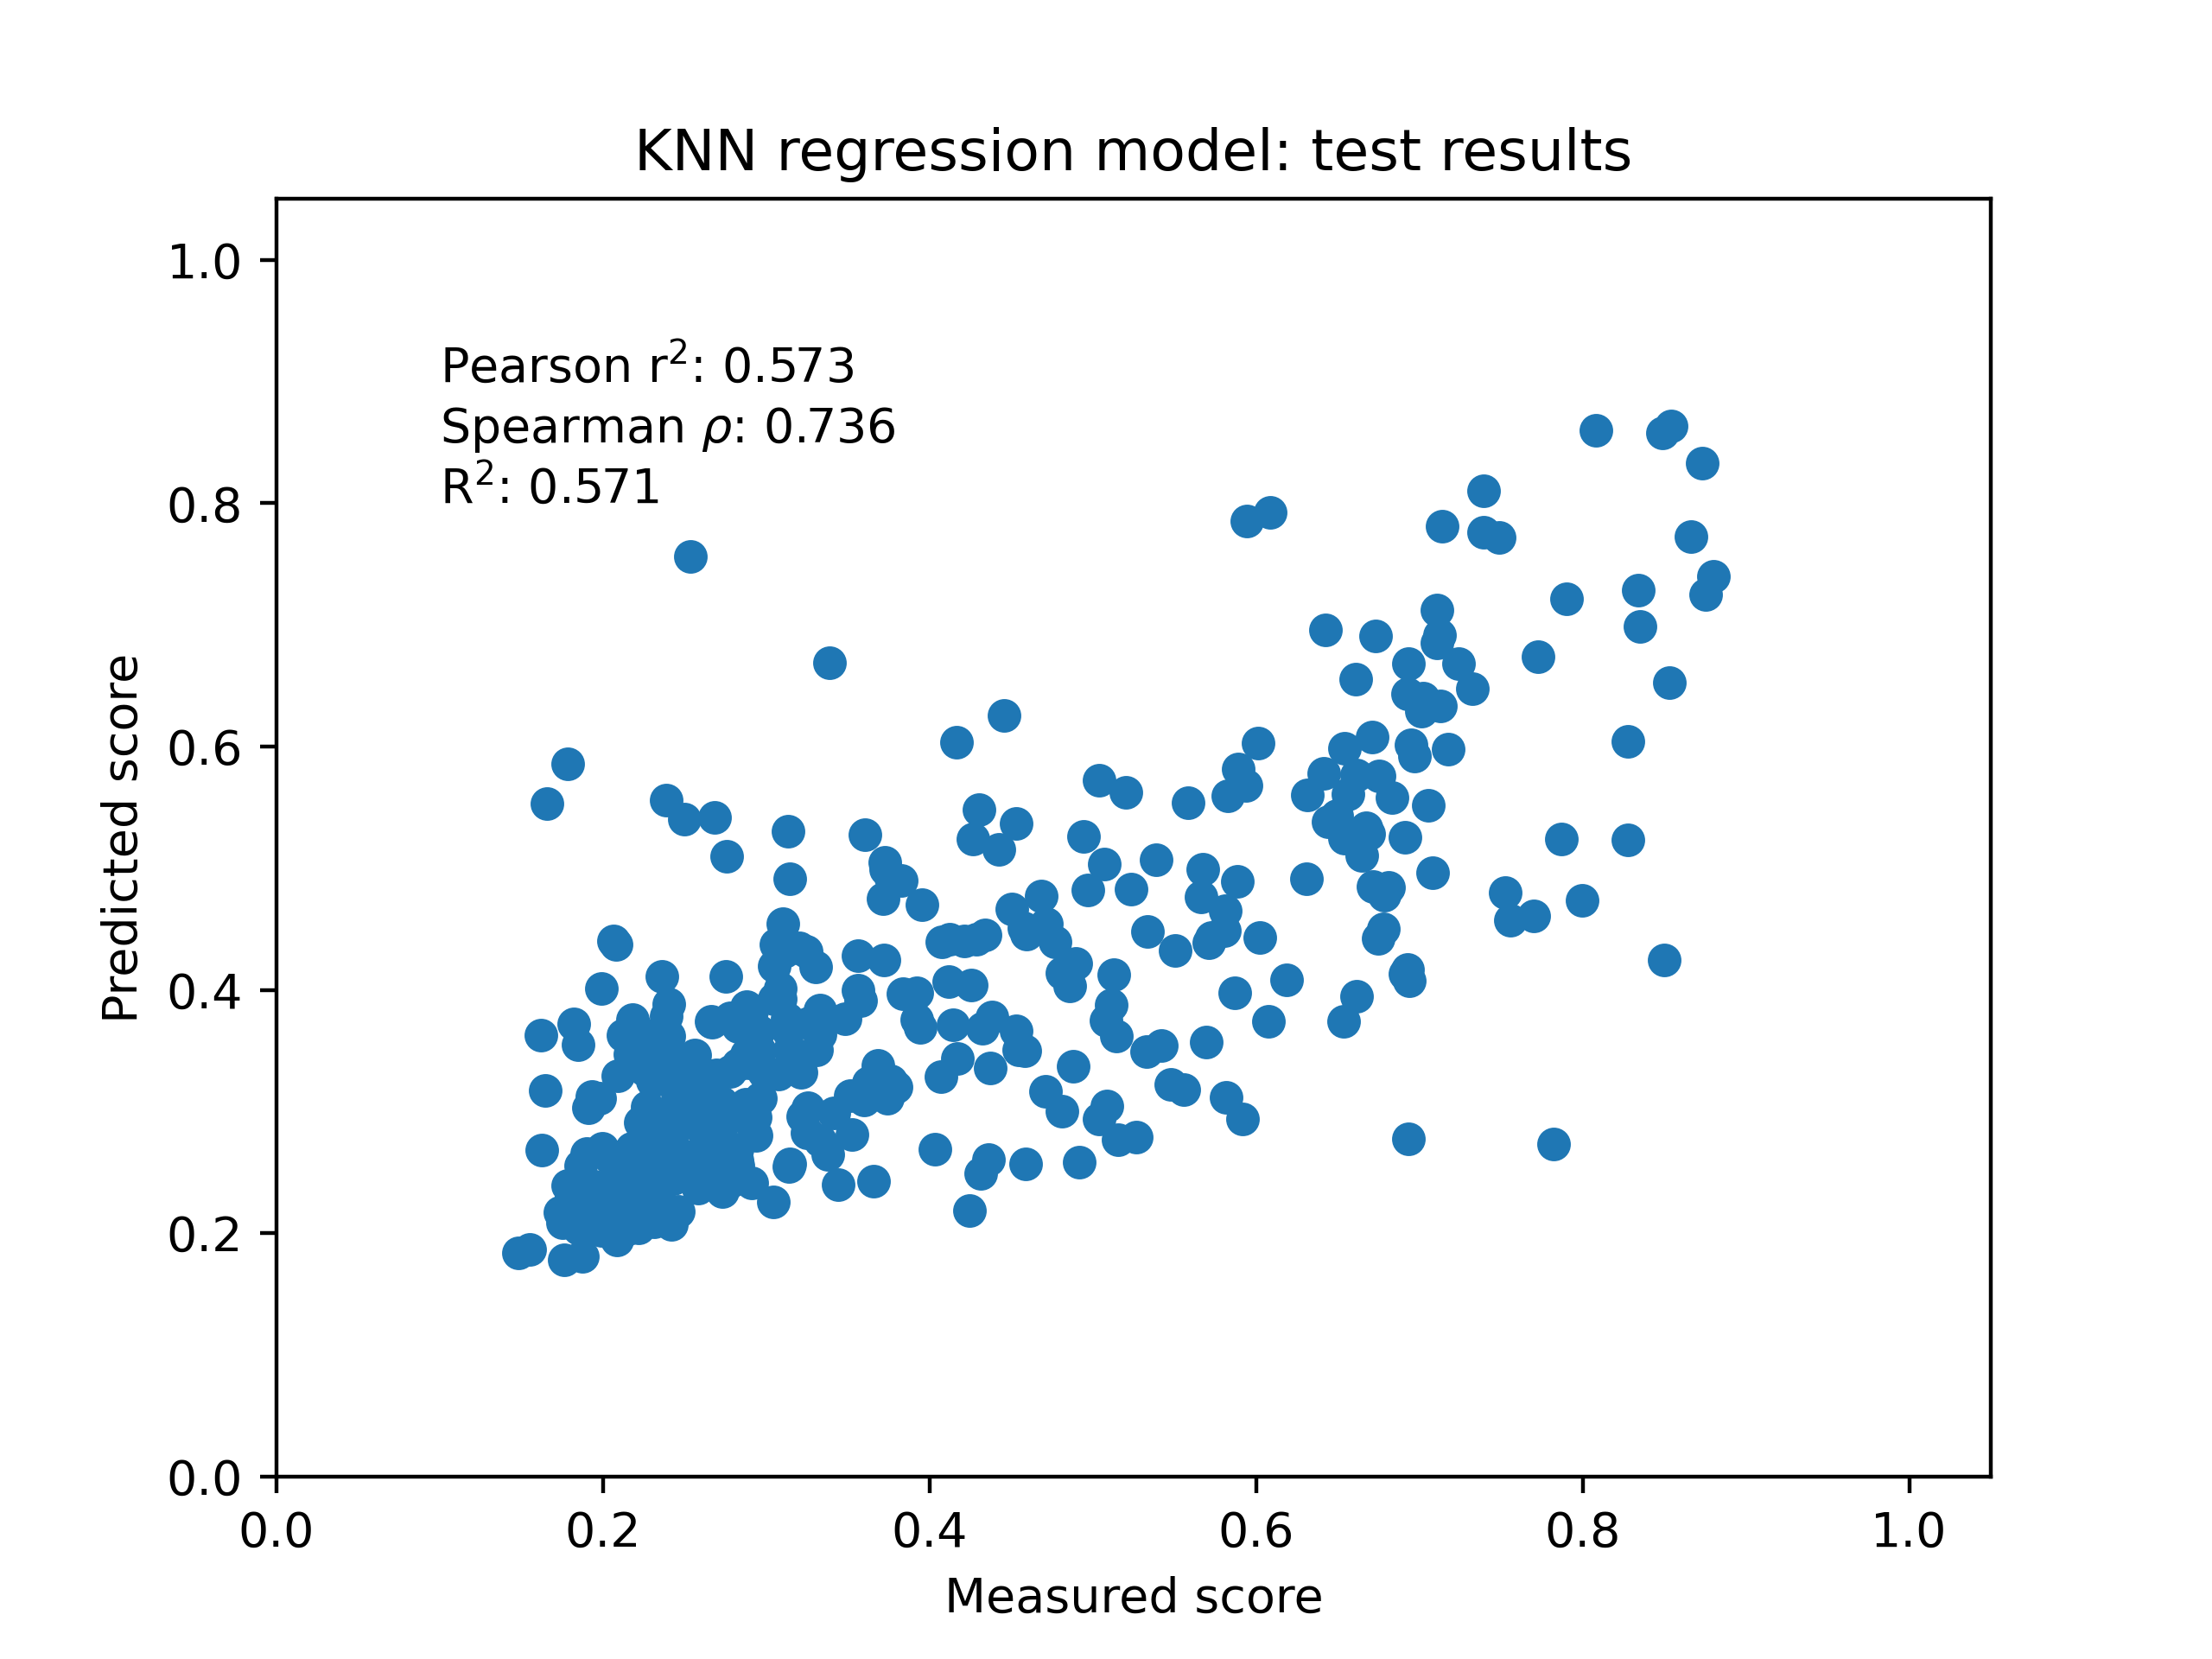 KNN regression model: test results
Pearson r²: 0.573
Spearman ρ: 0.736
R²: 0.571
Predicted score
1.0
0.8
0.6
0.4
0.2
0.0
0.0 0.2 0.4 0.6 0.8 1.0
Measured score